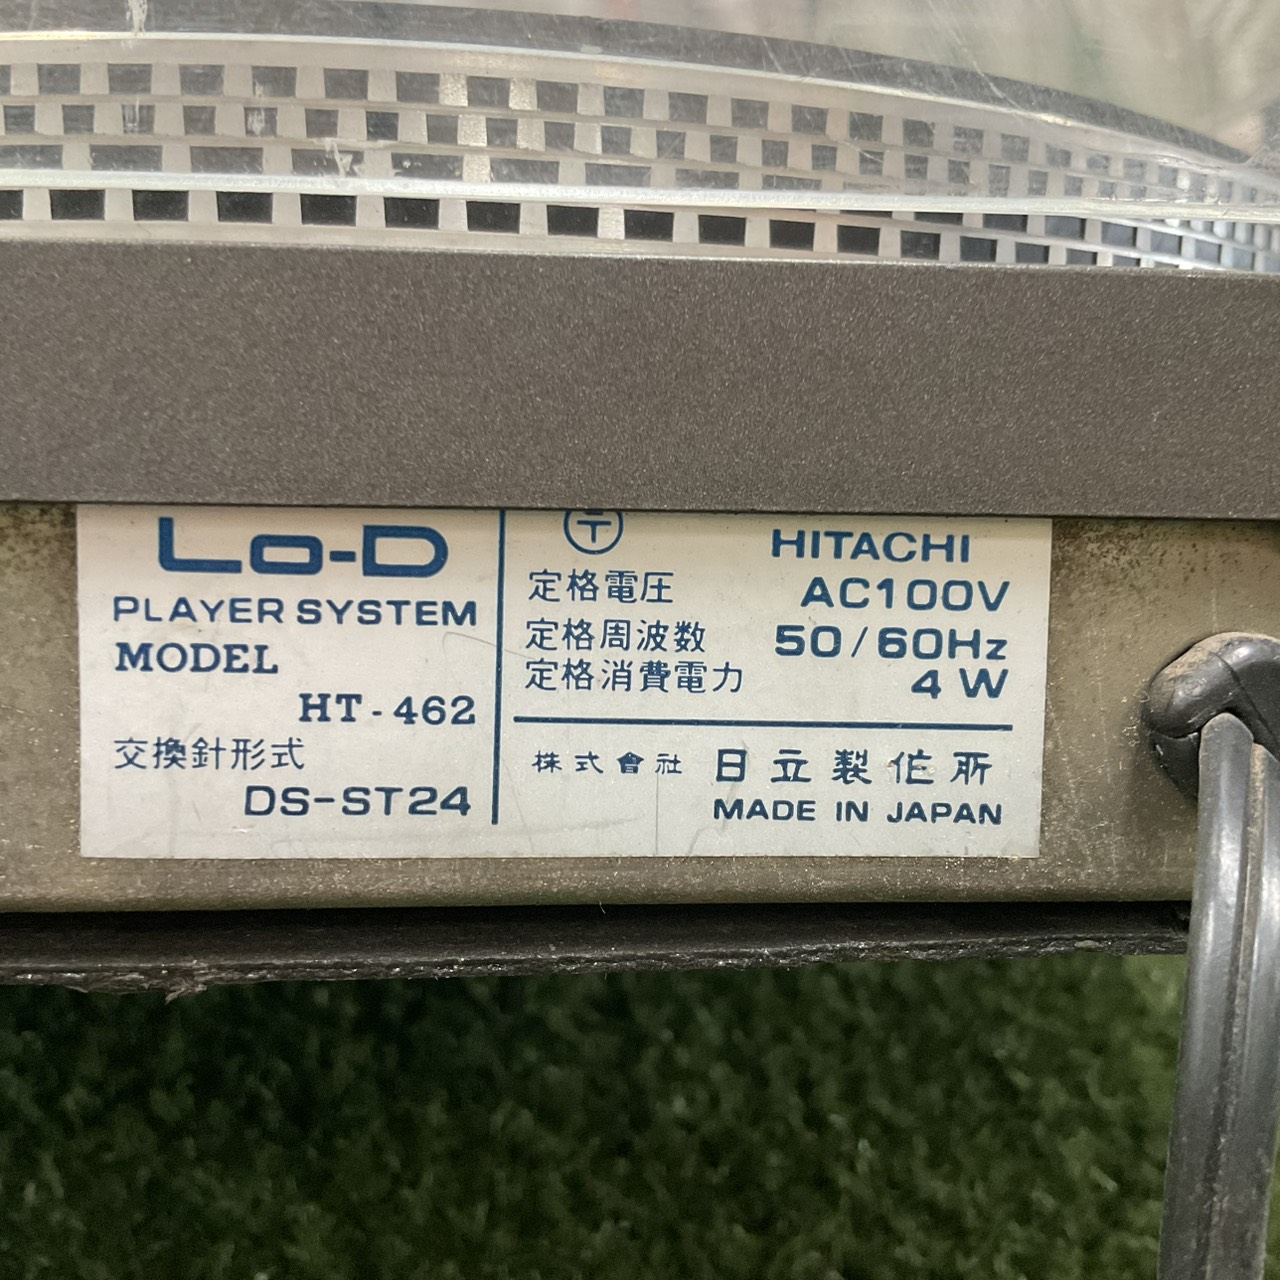 Lo-D
PLAYER SYSTEM
MODEL
HT-462
交換針形式
DS-ST24
〒
HITACHI
定格電圧 AC100V
定格周波数 50/60Hz
定格消費電力 4W
株式會社 日立製作所
MADE IN JAPAN